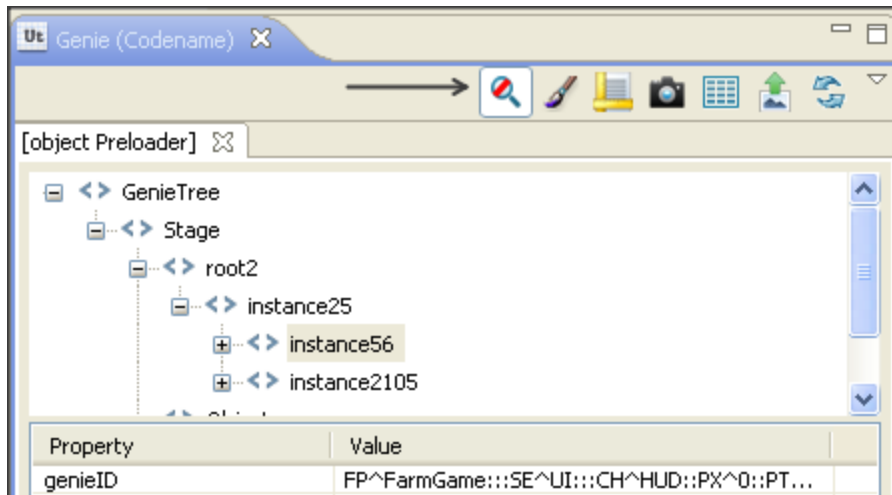 Ut Genie (Codename)
[object Preloader]
GenieTree
Stage
root2
instance25
instance56
instance2105
Property Value
genieID FP^FarmGame:::SE^UI:::CH^HUD::PX^0::PT...